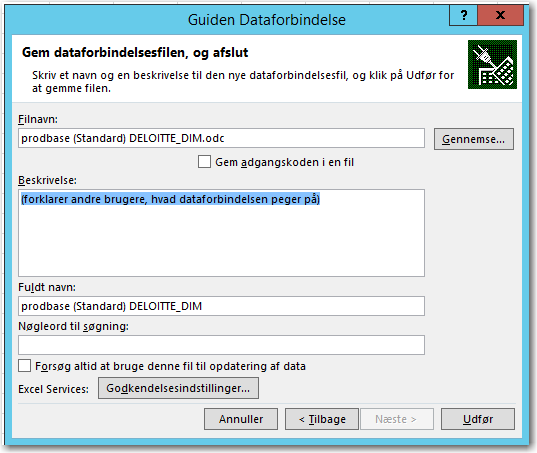 Guiden Dataforbindelse
?
X
Gem dataforbindelsesfilen, og afslut
Skriv et navn og en beskrivelse til den nye dataforbindelsesfil, og klik på Udfør for
at gemme filen.
Filnavn:
prodbase (Standard) DELOITTE_DIM.odc
Gennemse...
Gem adgangskoden i en fil
Beskrivelse:
(forklarer andre brugere, hvad dataforbindelsen peger på)
Fuldt navn:
prodbase (Standard) DELOITTE_DIM
Nøgleord til søgning:
Forsøg altid at bruge denne fil til opdatering af data
Excel Services:
Godkendelsesindstillinger...
Annuller
< Tilbage
Næste >
Udfør